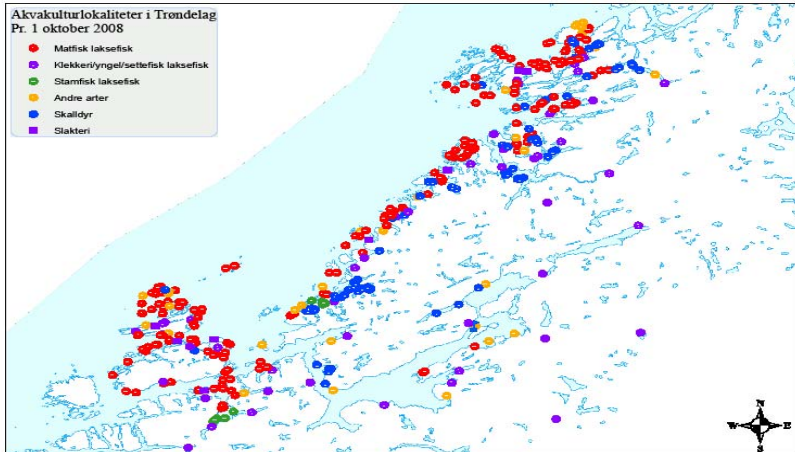 Akvakulturlokaliteter i Trøndelag
Pr. 1 oktober 2008
Matfisk laksefisk
Klekkeri/yngel/settefisk laksefisk
Stamfisk laksefisk
Andre arter
Skalldyr
Slakteri
N
W E
S